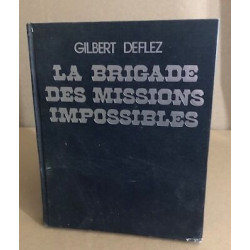 GILBERT DEFLEZ
LA BRIGADE
DES MISSIONS
IMPOSSIBLES